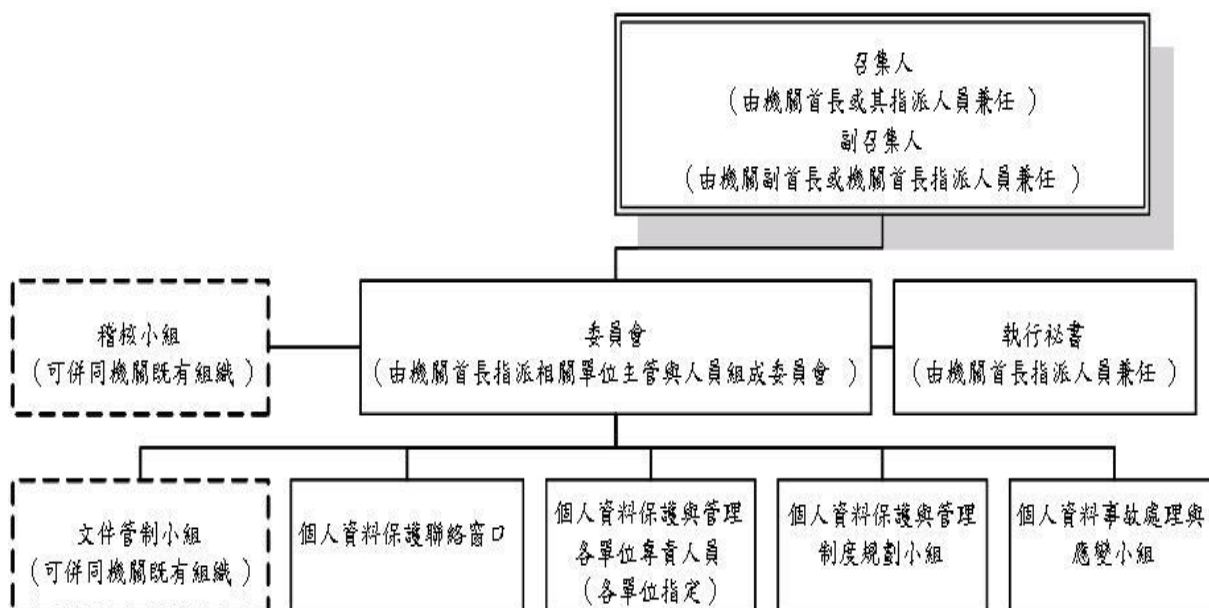 召集人
（由機關首長或其指派人員兼任 ）
副召集人
（由機關副首長或機關首長指派人員兼任 ）
稽核小組
（可併同機關既有組織 ）
委員會
（由機關首長指派相關單位主管與人員組成委員會 ）
執行祕書
（由機關首長指派人員兼任 ）
文件管制小組
（可併同機關既有組織 ）
個人資料保護聯絡窗口
個人資料保護與管理
各單位專責人員
（各單位指定 ）
個人資料保護與管理
制度規劃小組
個人資料事故處理與
應變小組